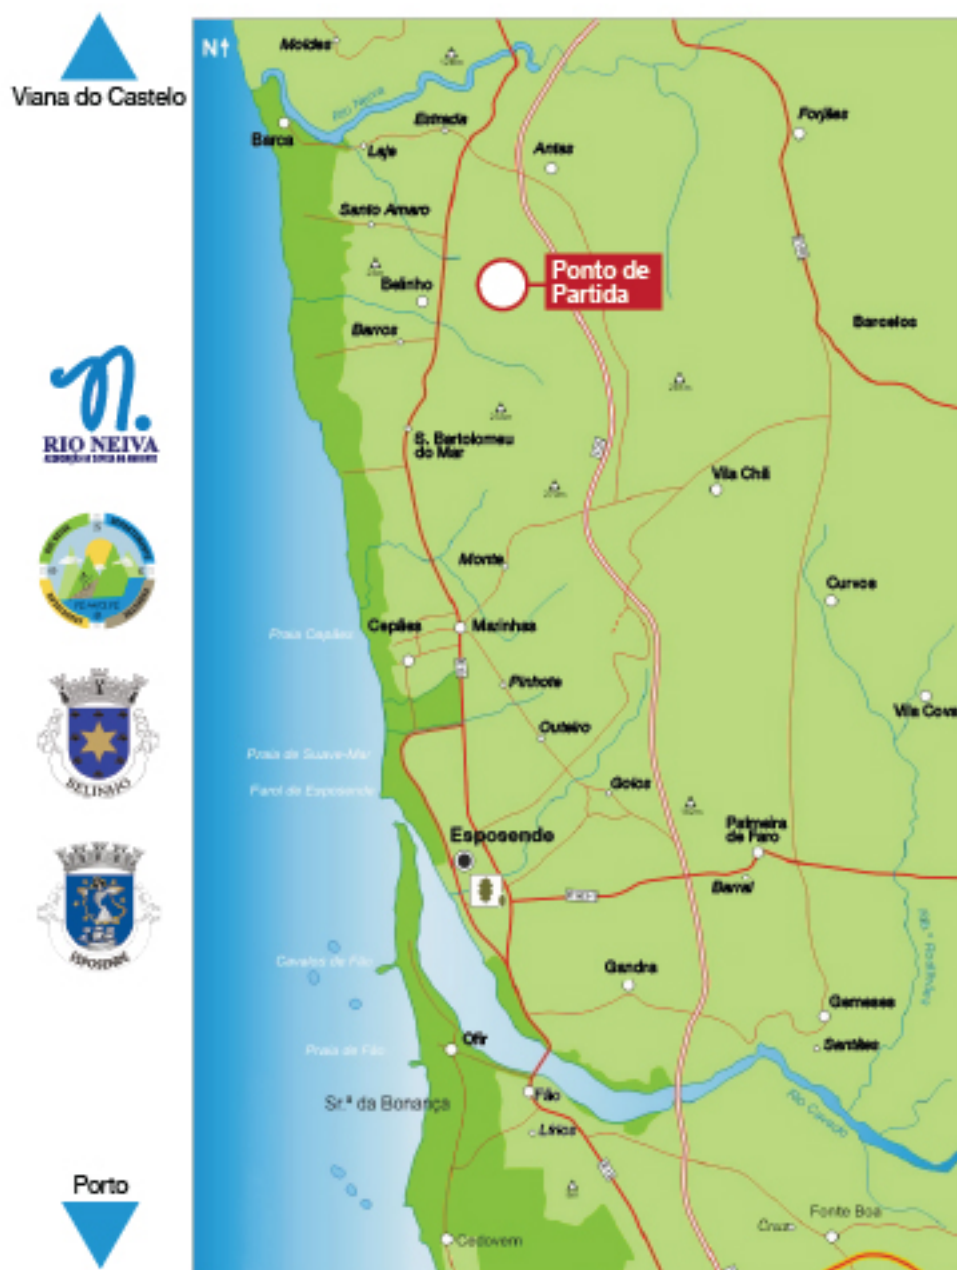 Viana do Castelo
N↑
Moldes
Rio Neiva
Estrada
Forjães
Barca
Laje
Antas
Santo Amaro
Ponto de
Partida
Belinho
Barcelos
Barros
RIO NEIVA
S. Bartolomeu
do Mar
Vila Chã
Monte
Curvos
Praia Cepães
Cepães
Marinhas
Pinhote
Vila Cova
Outeiro
Praia de Suave-Mar
Farol de Esposende
Goios
BELINHO
Esposende
Palmeira
de Faro
Barral
ESPOSENDE
Cavalos de Fão
Gandra
Gemeses
Ofir
Praia de Fão
Santães
Fão
Sr.ª da Bonança
Rio Cávado
Lírios
Porto
Fonte Boa
Cruz
Cedovem